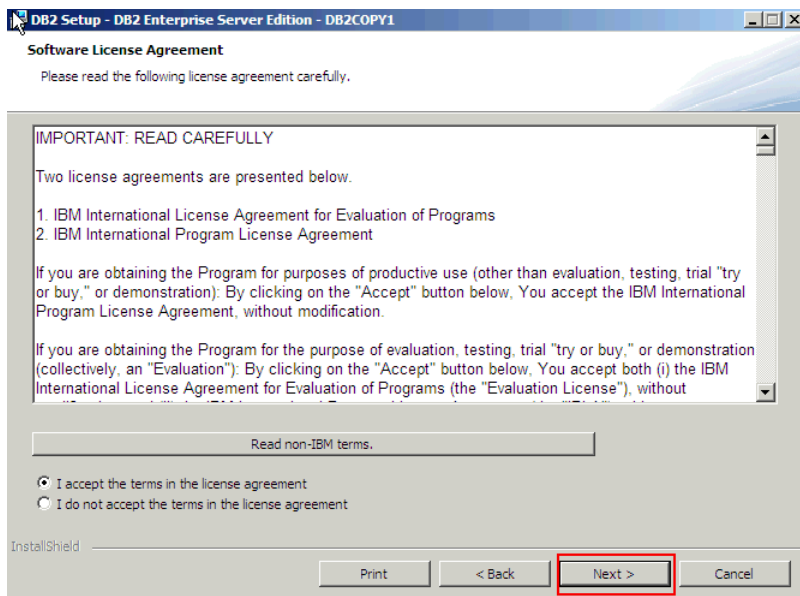 DB2 Setup - DB2 Enterprise Server Edition - DB2COPY1
Software License Agreement
Please read the following license agreement carefully.
IMPORTANT: READ CAREFULLY
Two license agreements are presented below.
1. IBM International License Agreement for Evaluation of Programs
2. IBM International Program License Agreement
If you are obtaining the Program for purposes of productive use (other than evaluation, testing, trial "try
or buy," or demonstration): By clicking on the "Accept" button below, You accept the IBM International
Program License Agreement, without modification.
If you are obtaining the Program for the purpose of evaluation, testing, trial "try or buy," or demonstration
(collectively, an "Evaluation"): By clicking on the "Accept" button below, You accept both (i) the IBM
International License Agreement for Evaluation of Programs (the "Evaluation License"), without
Read non-IBM terms.
I accept the terms in the license agreement
I do not accept the terms in the license agreement
InstallShield
Print
< Back
Next >
Cancel